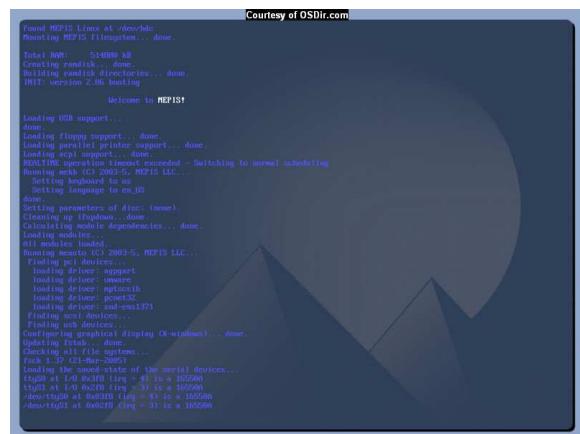 Courtesy of OSDir.com
Found MEPIS Linux at /dev/hdc
Mounting MEPIS filesystem... done.
Total RAM: 514880 kB
Creating ramdisk... done.
Building ramdisk directories... done.
INIT: version 2.86 booting
Welcome to MEPIS!
Loading USB support...
done.
Loading floppy support... done.
Loading parallel printer support... done.
Loading acpi support... done.
REALTIME operation timeout exceeded - Switching to normal scheduling
Running mekb (C) 2003-5, MEPIS LLC...
Setting keyboard to us
Setting language to en_US
done.
Setting parameters of disc: (none).
Cleaning up ifupdown...done.
Calculating module dependencies... done.
Loading modules...
All modules loaded.
Running meauto (C) 2003-5, MEPIS LLC...
Finding pci devices...
loading driver: agpgart
loading driver: vmware
loading driver: mptscsih
loading driver: pcnet32
loading driver: snd-ens1371
Finding scsi devices...
Finding usb devices...
Configuring graphical display (X-windows)... done.
Updating fstab... done.
Checking all file systems...
fsck 1.37 (21-Mar-2005)
Loading the saved-state of the serial devices...
ttyS0 at I/O 0x3f8 (irq = 4) is a 16550A
ttyS1 at I/O 0x2f8 (irq = 3) is a 16550A
/dev/ttyS0 at 0x03f8 (irq = 4) is a 16550A
/dev/ttyS1 at 0x02f8 (irq = 3) is a 16550A